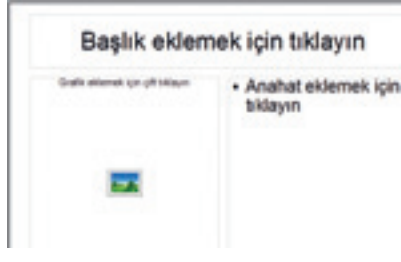 Başlık eklemek için tıklayın
Grafik eklemek için çift tıklayın
• Anahat eklemek için
tıklayın